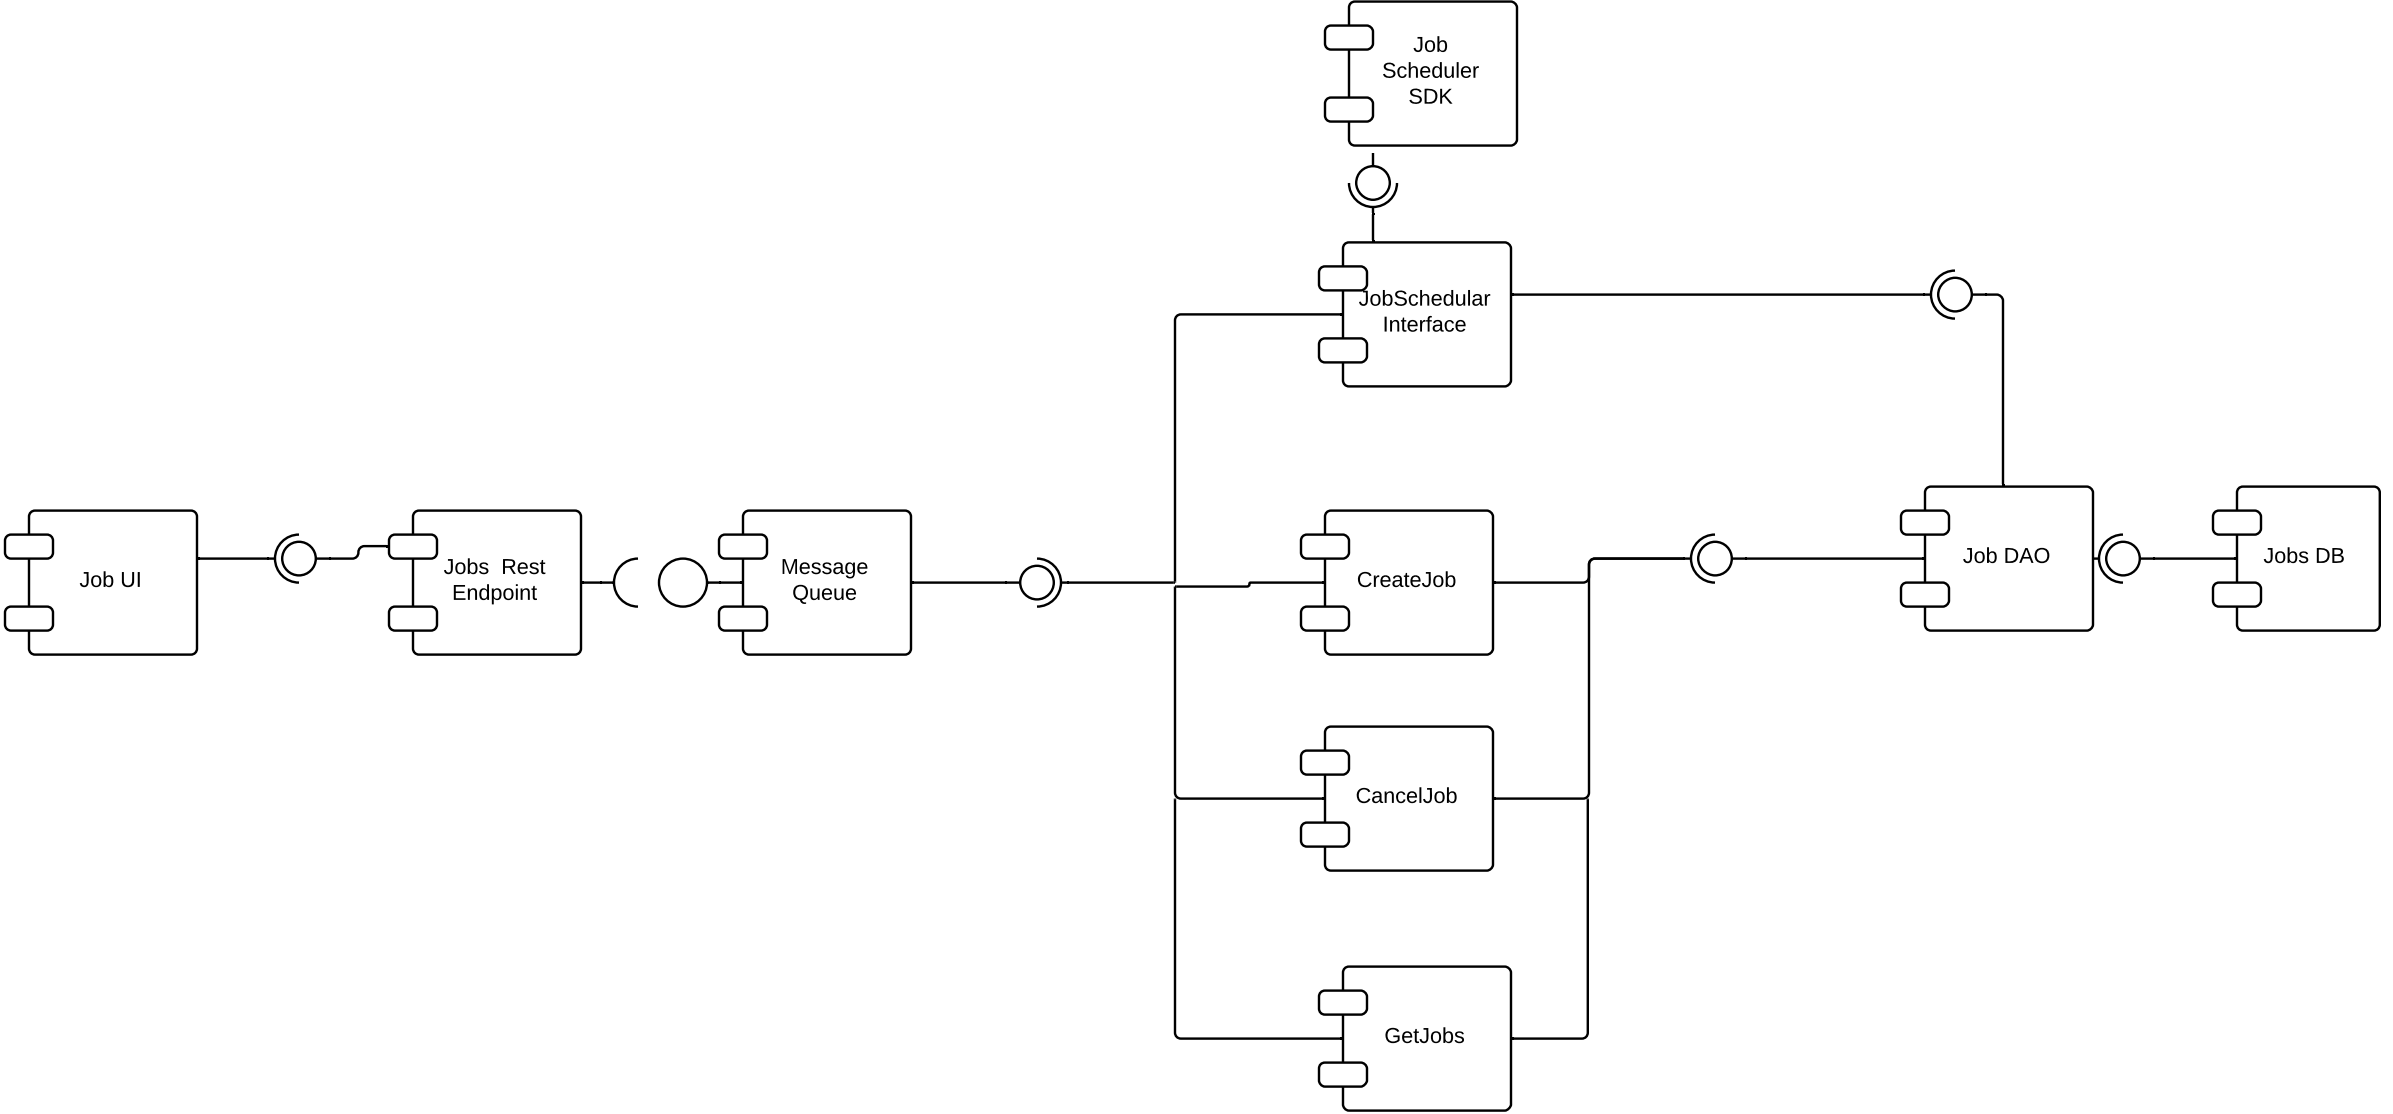 Job
Scheduler
SDK
JobSchedular
Interface
Job UI
Jobs  Rest
Endpoint
Message
Queue
CreateJob
Job DAO
Jobs DB
CancelJob
GetJobs